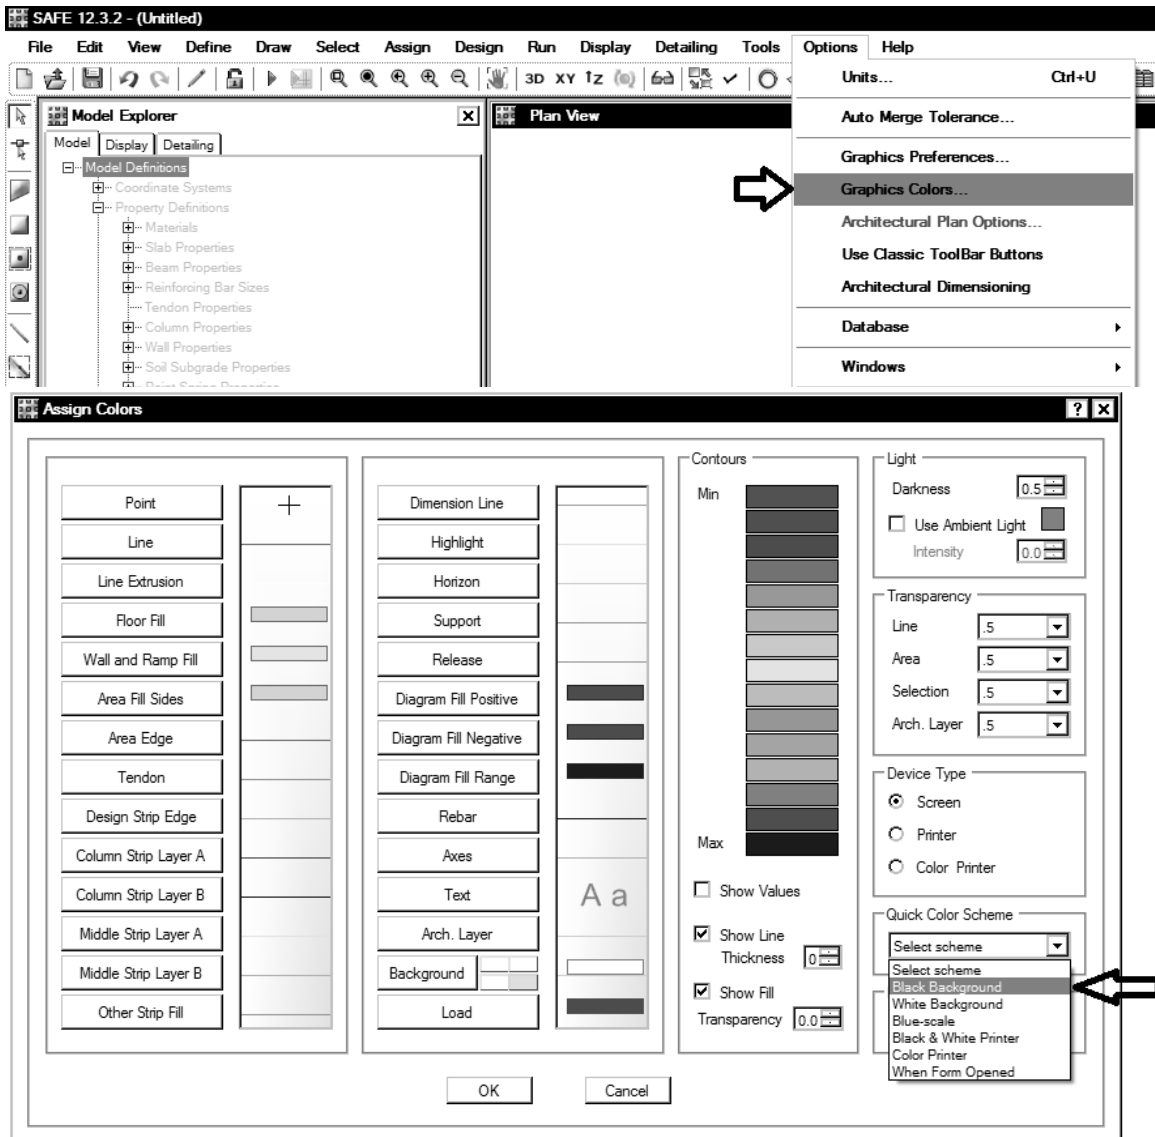 SAFE 12.3.2 - (Untitled)
File Edit View Define Draw Select Assign Design Run Display Detailing Tools Options Help
3D XY
Model Explorer
Model Display Detailing
Model Definitions
Coordinate Systems
Property Definitions
Materials
Slab Properties
Beam Properties
Reinforcing Bar Sizes
Tendon Properties
Column Properties
Wall Properties
Soil Subgrade Properties
Point Spring Properties
Plan View
Units... Ctrl+U
Auto Merge Tolerance...
Graphics Preferences...
Graphics Colors...
Architectural Plan Options...
Use Classic ToolBar Buttons
Architectural Dimensioning
Database
Windows
Assign Colors ?
Point
Line
Line Extrusion
Floor Fill
Wall and Ramp Fill
Area Fill Sides
Area Edge
Tendon
Design Strip Edge
Column Strip Layer A
Column Strip Layer B
Middle Strip Layer A
Middle Strip Layer B
Other Strip Fill
Dimension Line
Highlight
Horizon
Support
Release
Diagram Fill Positive
Diagram Fill Negative
Diagram Fill Range
Rebar
Axes
Text A a
Arch. Layer
Background
Load
Contours
Min
Max
Show Values
Show Line
Thickness 0
Show Fill
Transparency 0.0
Light
Darkness 0.5
Use Ambient Light
Intensity 0.0
Transparency
Line .5
Area .5
Selection .5
Arch. Layer .5
Device Type
Screen
Printer
Color Printer
Quick Color Scheme
Select scheme
Select scheme
Black Background
White Background
Blue-scale
Black & White Printer
Color Printer
When Form Opened
OK Cancel